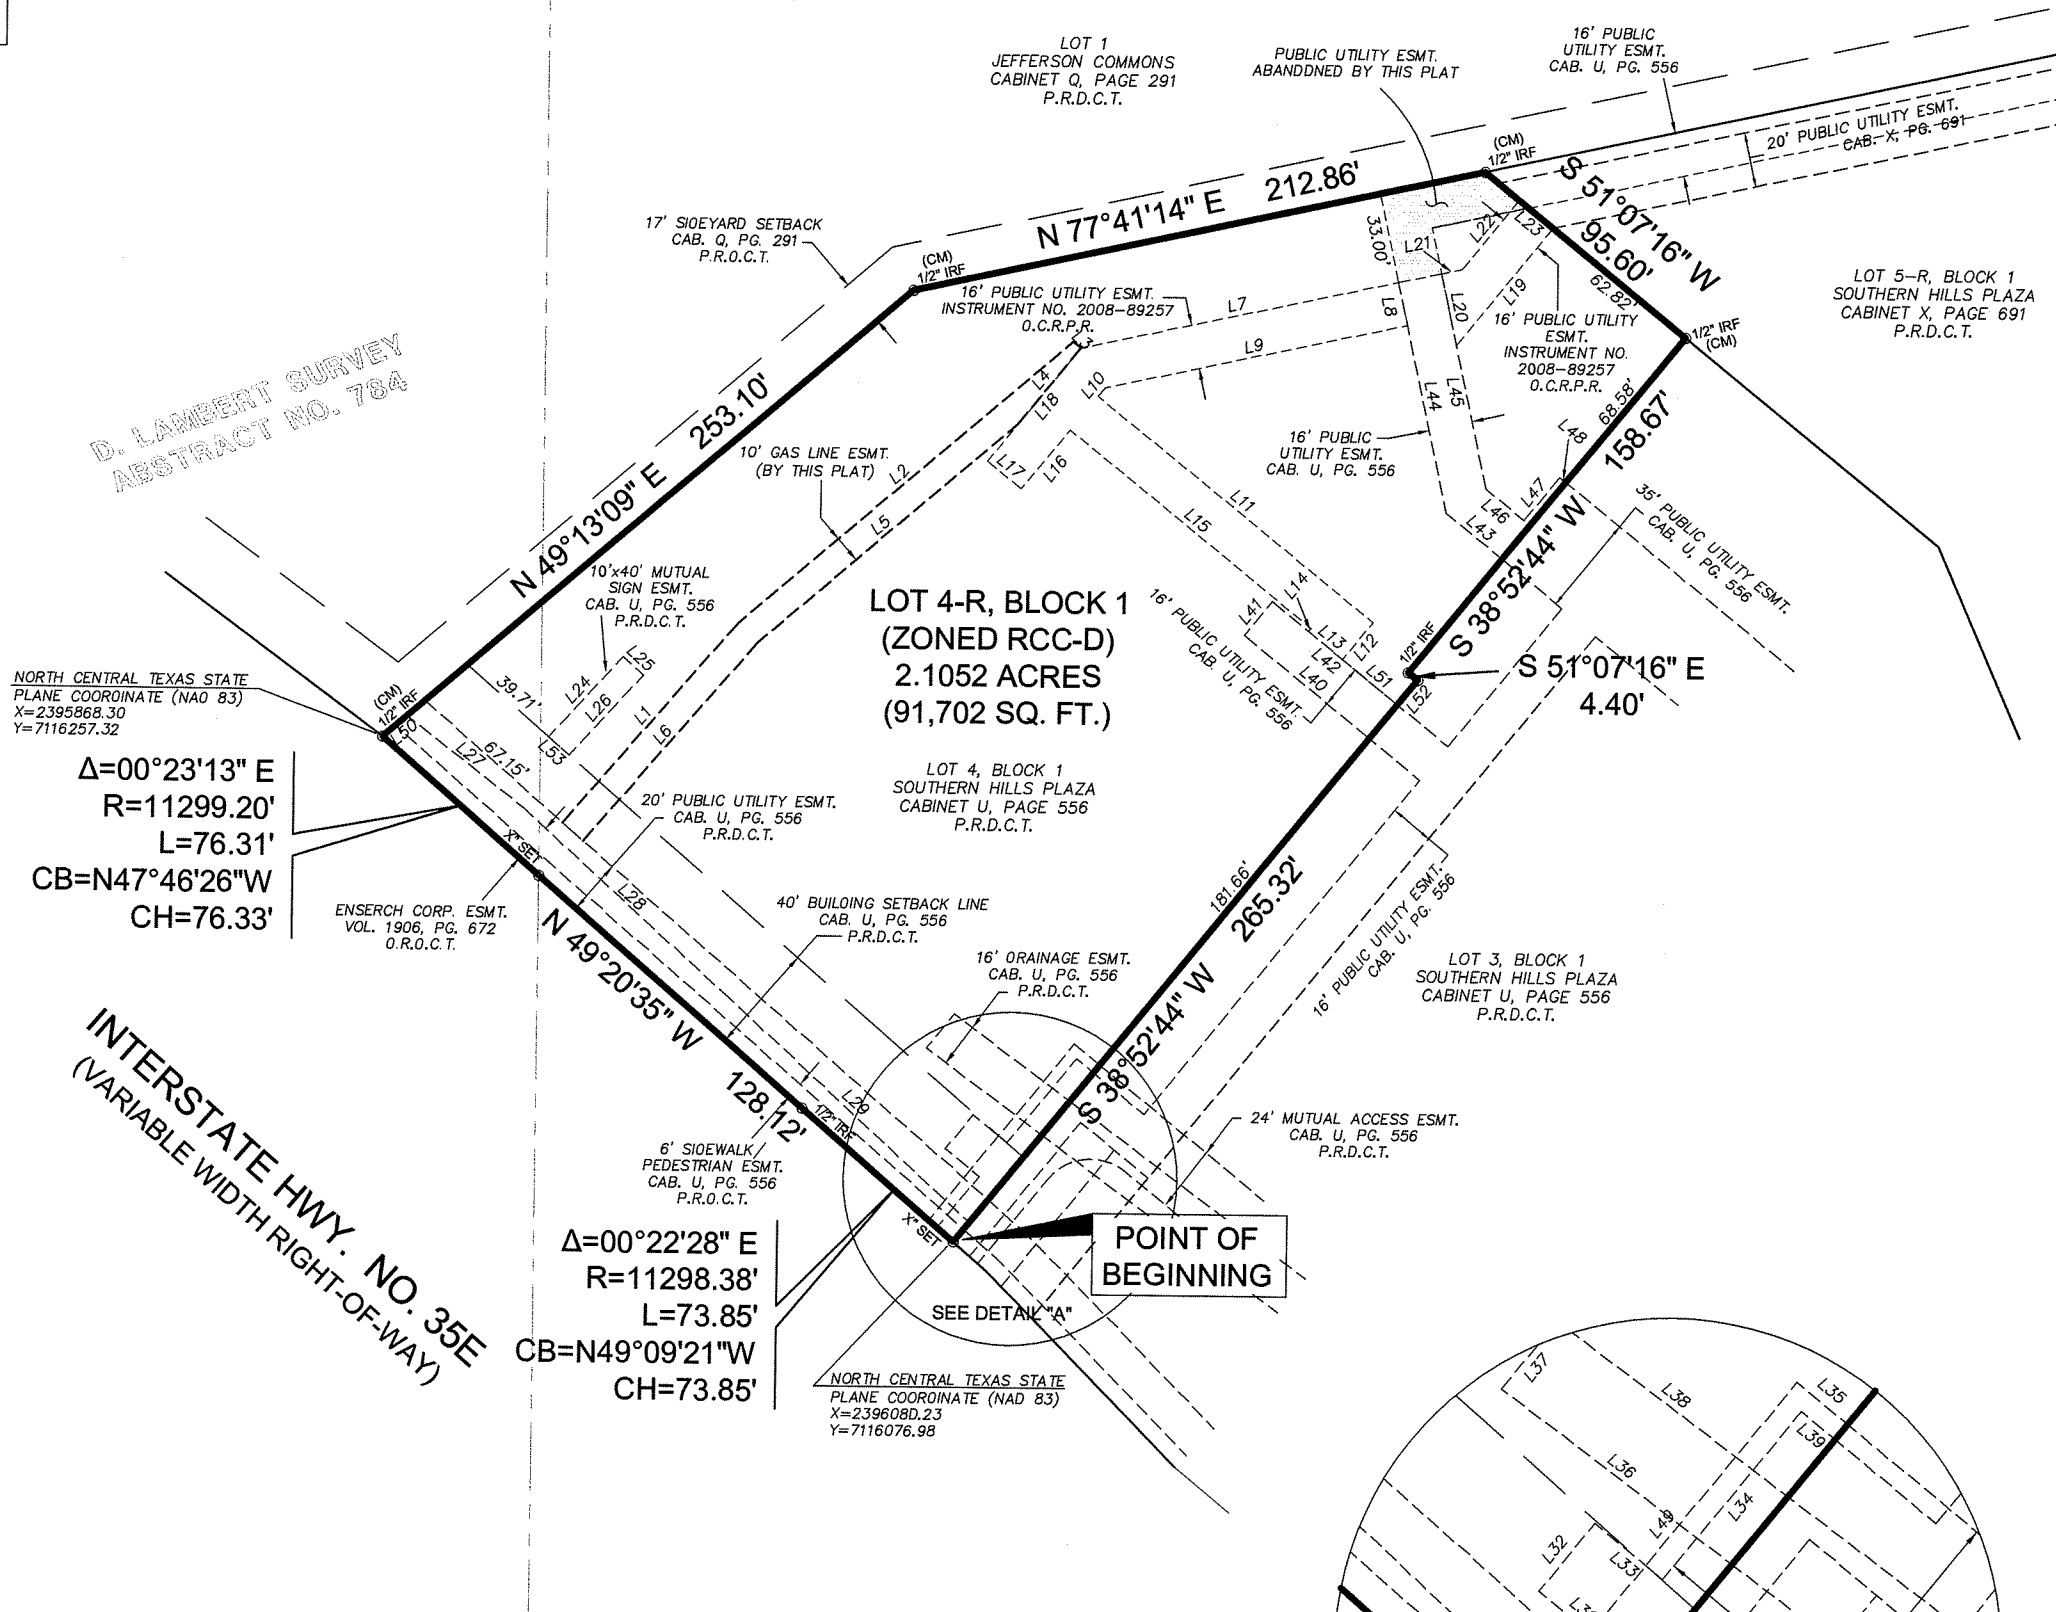 LOT 1
JEFFERSON COMMONS
CABINET Q, PAGE 291
P.R.D.C.T.
PUBLIC UTILITY ESMT.
ABANDDNED BY THIS PLAT
16' PUBLIC
UTILITY ESMT.
CAB. U, PG. 556
20' PUBLIC UTILITY ESMT.
CAB. X, PG. 691
(CM)
1/2" IRF
S 51°07'16" W
95.60'
62.82'
N 77°41'14" E 212.86'
17' SIOEYARD SETBACK
CAB. Q, PG. 291
P.R.O.C.T.
(CM)
1/2" IRF
16' PUBLIC UTILITY ESMT.
INSTRUMENT NO. 2008-89257
O.C.R.P.R.
33.00'
L21
L22
L23
L7
L8
L20
L19
L9
L3
L4
L18
L10
L44
L45
16' PUBLIC UTILITY
ESMT.
INSTRUMENT NO.
2008-89257
O.C.R.P.R.
LOT 5-R, BLOCK 1
SOUTHERN HILLS PLAZA
CABINET X, PAGE 691
P.R.D.C.T.
1/2" IRF
(CM)
68.58'
158.67'
D. LAMBERT SURVEY
ABSTRACT NO. 784
N 49°13'09" E 253.10'
10' GAS LINE ESMT.
(BY THIS PLAT)
L2
L5
L17
L16
L11
L15
16' PUBLIC
UTILITY ESMT.
CAB. U, PG. 556
L48
L47
L46
L43
35' PUBLIC UTILITY ESMT.
CAB. U, PG. 556
10'x40' MUTUAL
SIGN ESMT.
CAB. U, PG. 556
P.R.D.C.T.
LOT 4-R, BLOCK 1
(ZONED RCC-D)
2.1052 ACRES
(91,702 SQ. FT.)
16' PUBLIC UTILITY ESMT.
CAB. U, PG. 556
L14
L41
L13
L12
L42
L40
L51
L52
1/2" IRF
S 38°52'44" W
S 51°07'16" E
4.40'
NORTH CENTRAL TEXAS STATE
PLANE COOROINATE (NAO 83)
X=2395868.30
Y=7116257.32
(CM)
1/2" IRF
L50
39.71'
L24
L25
L26
L53
L1
L6
L27
67.15'
Δ=00°23'13" E
R=11299.20'
L=76.31'
CB=N47°46'26"W
CH=76.33'
X" SET
ENSERCH CORP. ESMT.
VOL. 1906, PG. 672
O.R.O.C.T.
20' PUBLIC UTILITY ESMT.
CAB. U, PG. 556
P.R.D.C.T.
LOT 4, BLOCK 1
SOUTHERN HILLS PLAZA
CABINET U, PAGE 556
P.R.D.C.T.
L28
40' BUILOING SETBACK LINE
CAB. U, PG. 556
P.R.D.C.T.
181.66'
265.32'
S 38°52'44" W
16' PUBLIC UTILITY ESMT.
CAB. U, PG. 556
LOT 3, BLOCK 1
SOUTHERN HILLS PLAZA
CABINET U, PAGE 556
P.R.D.C.T.
16' ORAINAGE ESMT.
CAB. U, PG. 556
P.R.D.C.T.
N 49°20'35" W
128.12'
L29
1/2" IRF
INTERSTATE HWY. NO. 35E
(VARIABLE WIDTH RIGHT-OF-WAY)
6' SIOEWALK
PEDESTRIAN ESMT.
CAB. U, PG. 556
P.R.O.C.T.
24' MUTUAL ACCESS ESMT.
CAB. U, PG. 556
P.R.D.C.T.
X" SET
POINT OF
BEGINNING
Δ=00°22'28" E
R=11298.38'
L=73.85'
CB=N49°09'21"W
CH=73.85'
SEE DETAIL "A"
NORTH CENTRAL TEXAS STATE
PLANE COOROINATE (NAD 83)
X=239608D.23
Y=7116076.98
L37
L38
L35
L39
L36
L34
L49
L32
L33